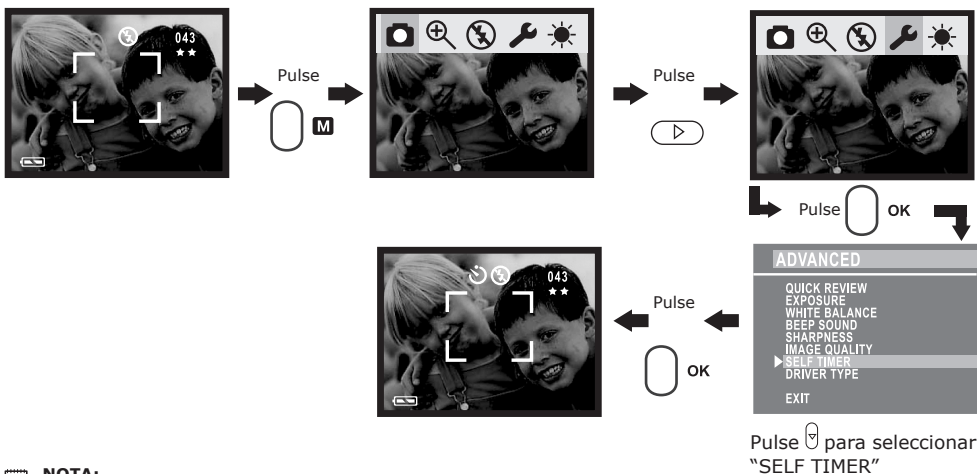 043
Pulse
M
Pulse
Pulse OK
ADVANCED
QUICK REVIEW
EXPOSURE
WHITE BALANCE
BEEP SOUND
SHARPNESS
IMAGE QUALITY
SELF TIMER
DRIVER TYPE
EXIT
Pulse para seleccionar
“SELF TIMER”
Pulse
OK
043
NOTA: